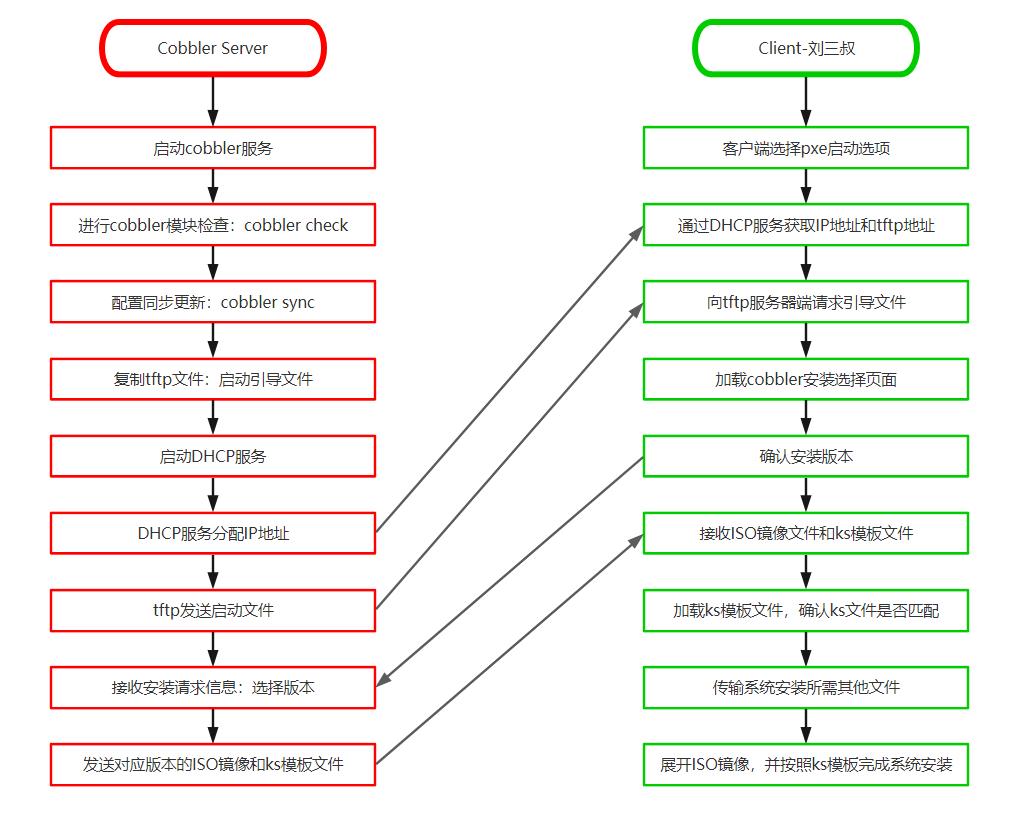 Cobbler Server
启动cobbler服务
进行cobbler模块检查：cobbler check
配置同步更新：cobbler sync
复制tftp文件：启动引导文件
启动DHCP服务
DHCP服务分配IP地址
tftp发送启动文件
接收安装请求信息：选择版本
发送对应版本的ISO镜像和ks模板文件
Client-刘三叔
客户端选择pxe启动选项
通过DHCP服务获取IP地址和tftp地址
向tftp服务器端请求引导文件
加载cobbler安装选择页面
确认安装版本
接收ISO镜像文件和ks模板文件
加载ks模板文件，确认ks文件是否匹配
传输系统安装所需其他文件
展开ISO镜像，并按照ks模板完成系统安装